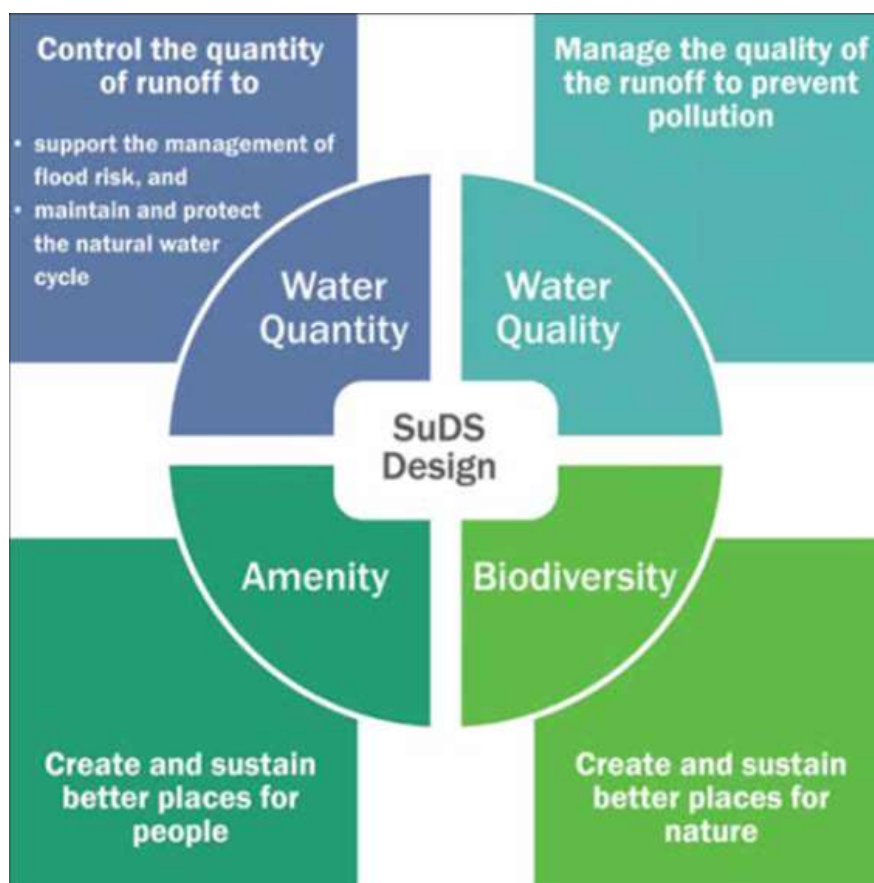 Control the quantity
of runoff to
• support the management of
flood risk, and
• maintain and protect
the natural water
cycle
Manage the quality of
the runoff to prevent
pollution
Water
Quantity
Water
Quality
SuDS
Design
Amenity
Biodiversity
Create and sustain
better places for
people
Create and sustain
better places for
nature